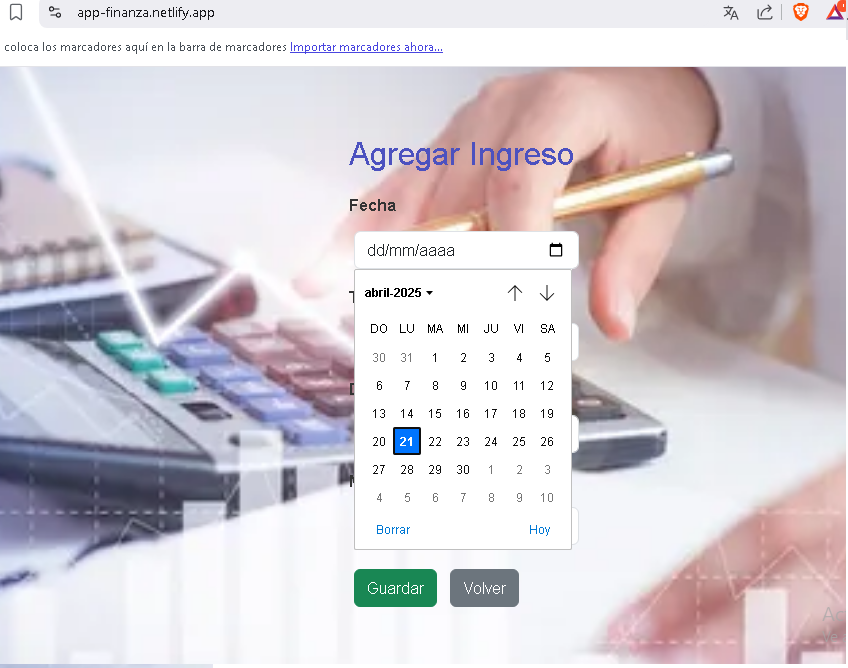 app-finanza.netlify.app
coloca los marcadores aquí en la barra de marcadores Importar marcadores ahora...
Agregar Ingreso
Fecha
dd/mm/aaaa
abril-2025
DO LU MA MI JU VI SA
30 31 1 2 3 4 5
6 7 8 9 10 11 12
13 14 15 16 17 18 19
20 21 22 23 24 25 26
27 28 29 30 1 2 3
4 5 6 7 8 9 10
Borrar Hoy
Guardar Volver